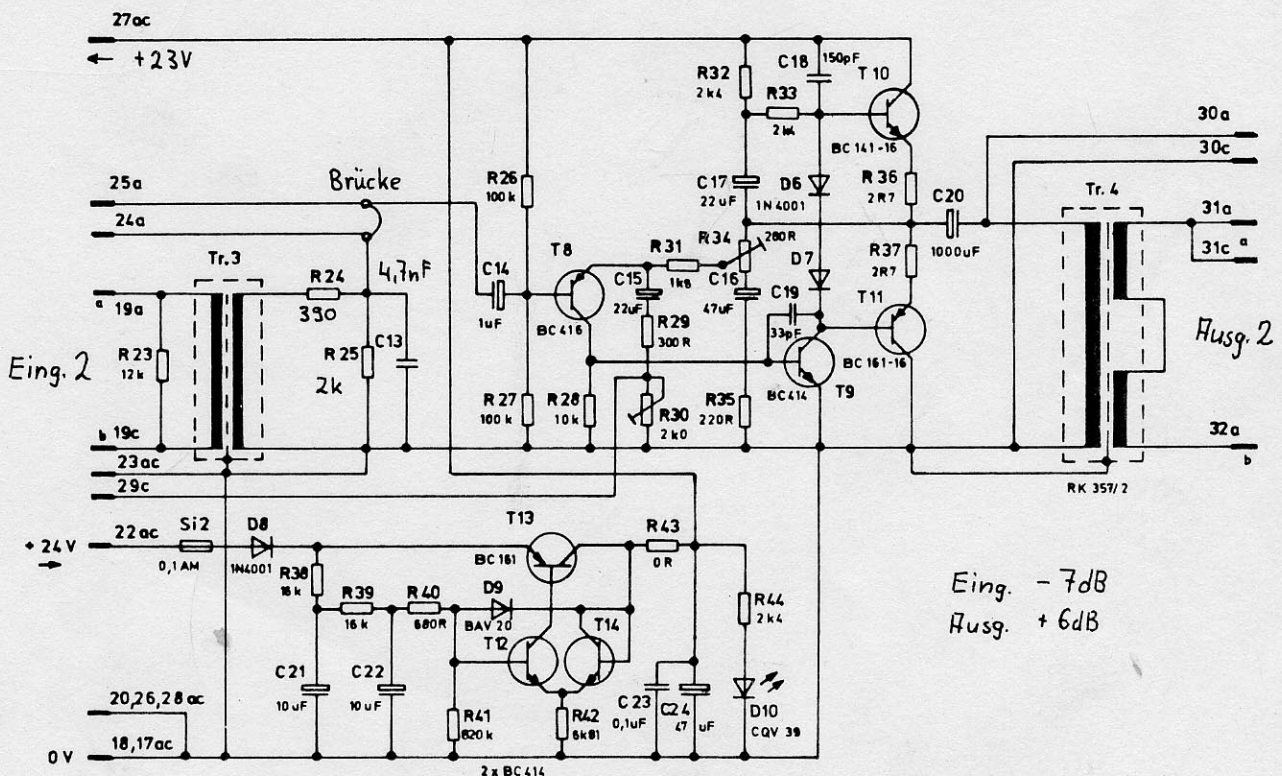 27ac
← +23V
25a
Brücke
24a
Tr.3
R24
390
4,7nF
19a
a
R23
12k
R25
2k
C13
Eing. 2
b
19c
23ac
29c
R26
100k
C14
1uF
R27
100k
T8
BC 416
R28
10k
C15
22uF
R31
1k8
R29
300R
R30
2k0
R32
2k4
C18
150pF
R33
2k4
T10
BC 141-16
C17
22uF
D6
1N4001
R36
2R7
R34
280R
C20
1000uF
R37
2R7
D7
C16
47uF
C19
33pF
T11
BC 161-16
BC414
T9
R35
220R
30a
30c
Tr. 4
31a
31c
a
Ausg. 2
32a
b
RK 357/2
+ 24V
→
22ac
Si2
0,1AM
D8
1N4001
T13
BC 161
R43
0R
R38
16k
R39
16k
R40
680R
D9
BAV 20
T12
T14
R44
2k4
C21
10uF
C22
10uF
R41
820k
R42
6k81
C23
0,1uF
C24
47 uF
D10
CQV 39
Eing. - 7dB
Ausg. + 6dB
20,26,28 ac
0V
18,17ac
2 x BC 414